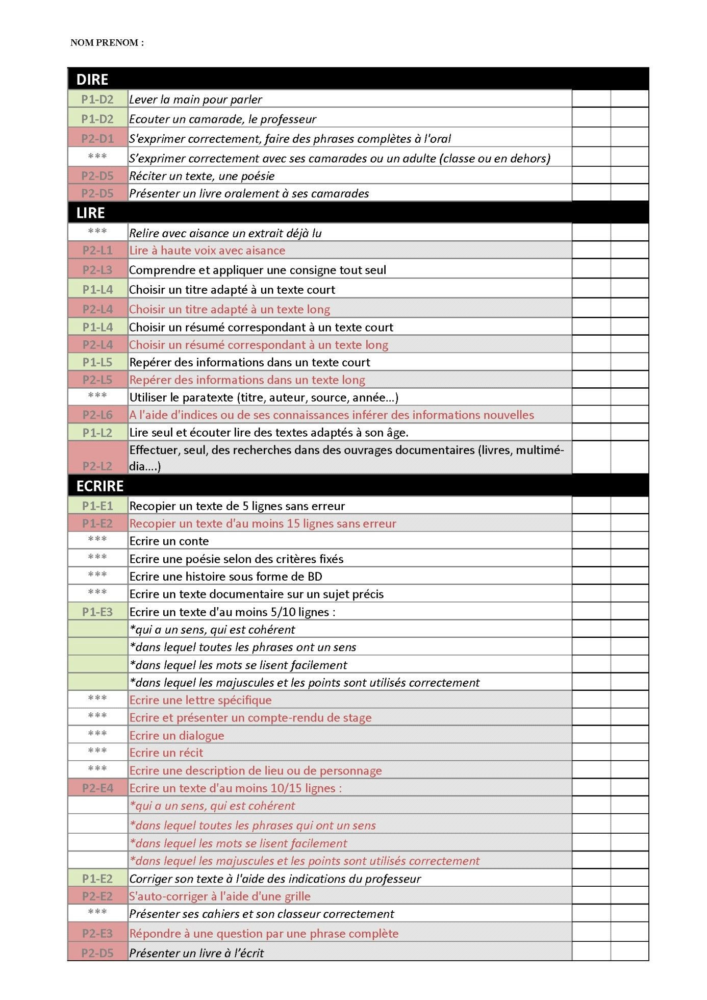 NOM PRENOM :
DIRE
P1-D2 Lever la main pour parler
P1-D2 Ecouter un camarade, le professeur
P2-D1 S'exprimer correctement, faire des phrases complètes à l'oral
*** S’exprimer correctement avec ses camarades ou un adulte (classe ou en dehors)
P2-D5 Réciter un texte, une poésie
P2-D5 Présenter un livre oralement à ses camarades
LIRE
*** Relire avec aisance un extrait déjà lu
P2-L1 Lire à haute voix avec aisance
P2-L3 Comprendre et appliquer une consigne tout seul
P1-L4 Choisir un titre adapté à un texte court
P2-L4 Choisir un titre adapté à un texte long
P1-L4 Choisir un résumé correspondant à un texte court
P2-L4 Choisir un résumé correspondant à un texte long
P1-L5 Repérer des informations dans un texte court
P2-L5 Repérer des informations dans un texte long
*** Utiliser le paratexte (titre, auteur, source, année...)
P2-L6 A l'aide d'indices ou de ses connaissances inférer des informations nouvelles
P1-L2 Lire seul et écouter lire des textes adaptés à son âge.
Effectuer, seul, des recherches dans des ouvrages documentaires (livres, multimé-
P2-L2 dia....)
ECRIRE
P1-E1 Recopier un texte de 5 lignes sans erreur
P1-E2 Recopier un texte d'au moins 15 lignes sans erreur
*** Ecrire un conte
*** Ecrire une poésie selon des critères fixés
*** Ecrire une histoire sous forme de BD
*** Ecrire un texte documentaire sur un sujet précis
P1-E3 Ecrire un texte d'au moins 5/10 lignes :
*qui a un sens, qui est cohérent
*dans lequel toutes les phrases ont un sens
*dans lequel les mots se lisent facilement
*dans lequel les majuscules et les points sont utilisés correctement
*** Ecrire une lettre spécifique
*** Ecrire et présenter un compte-rendu de stage
*** Ecrire un dialogue
*** Ecrire un récit
*** Ecrire une description de lieu ou de personnage
P2-E4 Ecrire un texte d'au moins 10/15 lignes :
*qui a un sens, qui est cohérent
*dans lequel toutes les phrases qui ont un sens
*dans lequel les mots se lisent facilement
*dans lequel les majuscules et les points sont utilisés correctement
P1-E2 Corriger son texte à l'aide des indications du professeur
P2-E2 S'auto-corriger à l'aide d'une grille
*** Présenter ses cahiers et son classeur correctement
P2-E3 Répondre à une question par une phrase complète
P2-D5 Présenter un livre à l’écrit